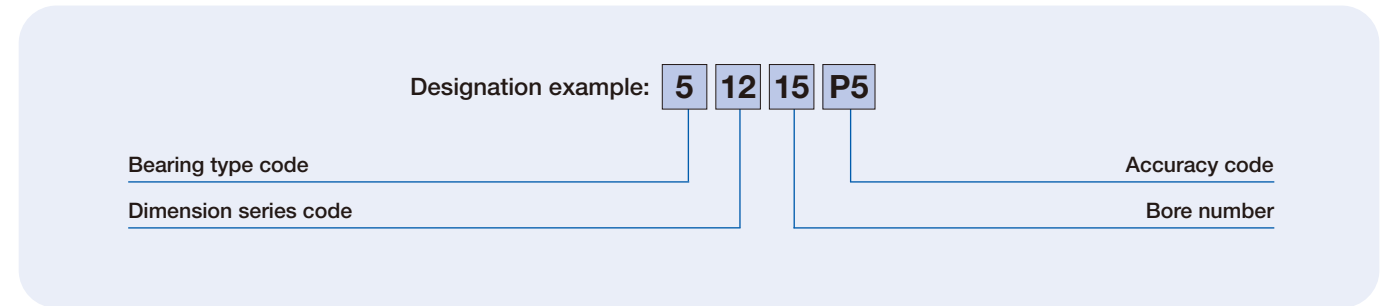 Designation example: 5 12 15 P5
Bearing type code
Accuracy code
Dimension series code
Bore number